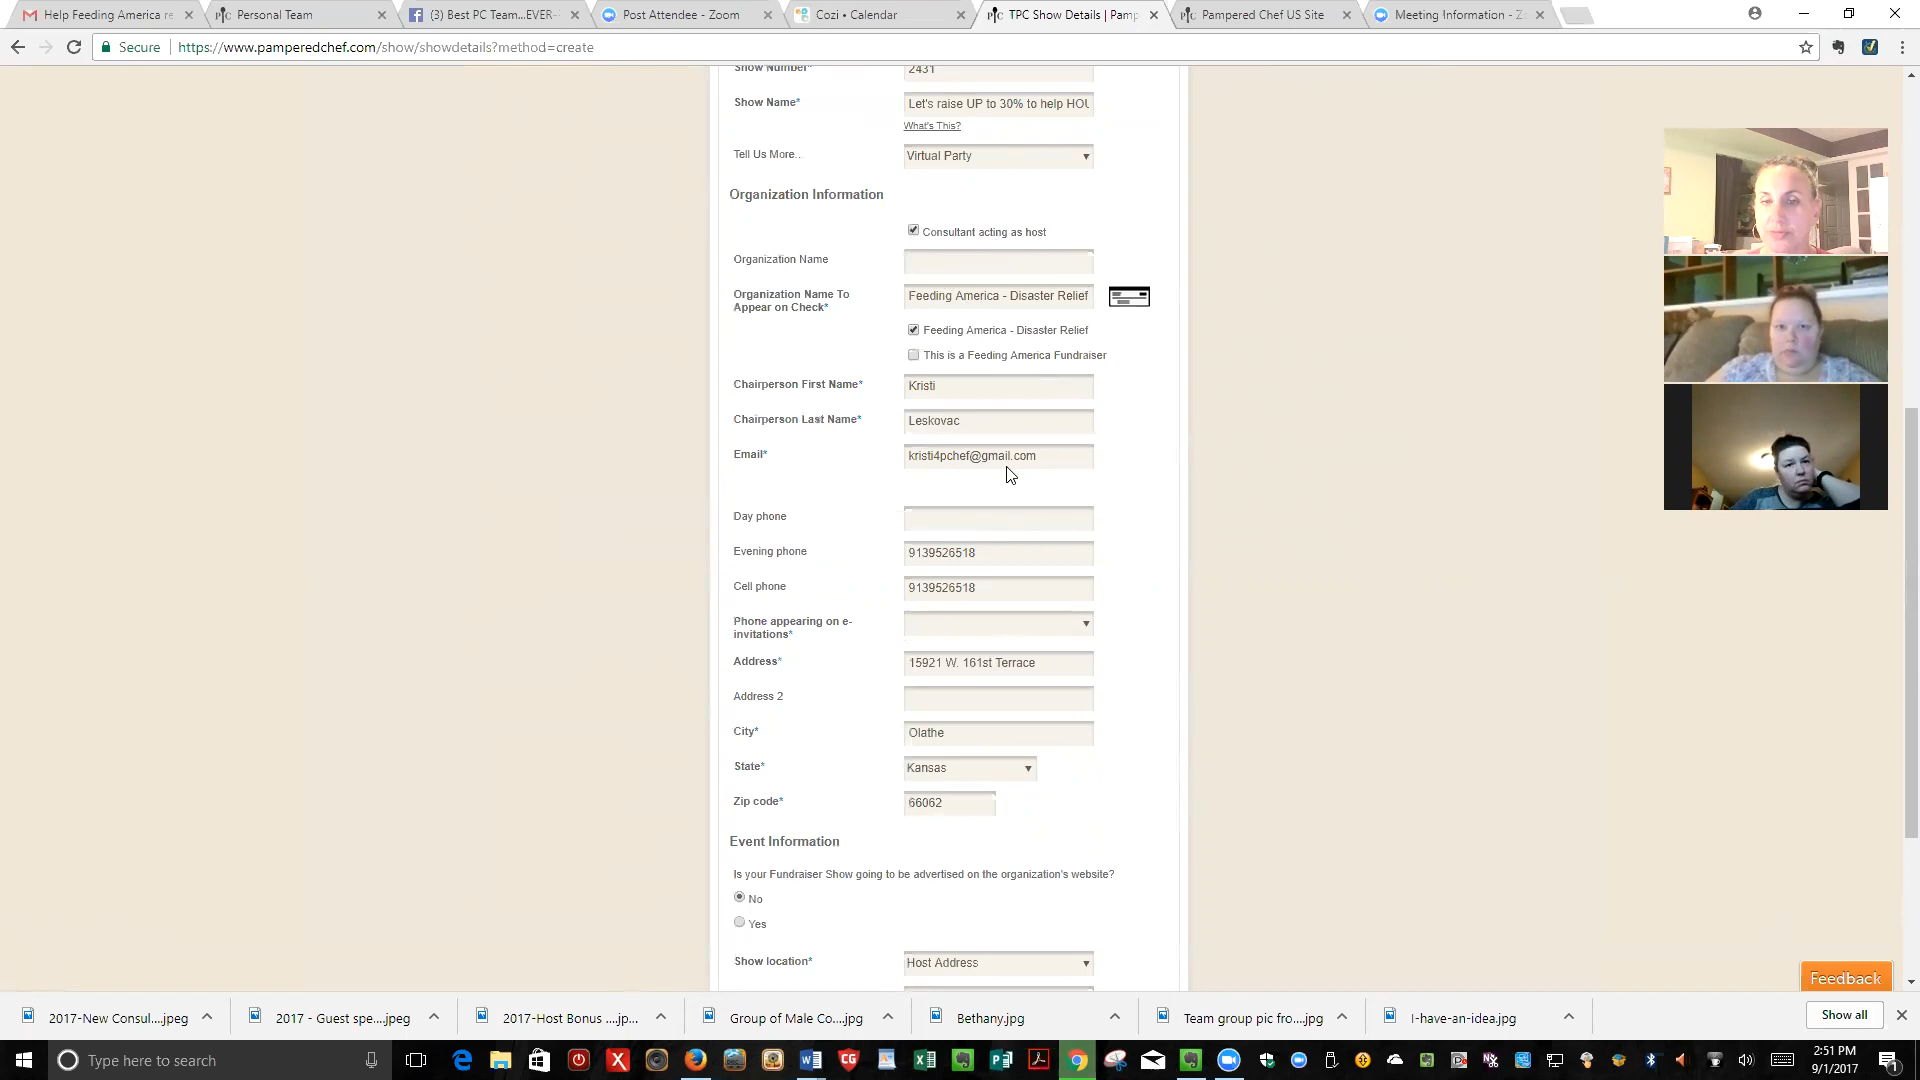 Help Feeding America re
Personal Team
(3) Best PC Team...EVER-
Post Attendee - Zoom
Cozi • Calendar
TPC Show Details | Pamp
Pampered Chef US Site
Meeting Information - Z
Secure
https://www.pamperedchef.com/show/showdetails?method=create
Show Number* 2431
Show Name* Let's raise UP to 30% to help HOU
What's This?
Tell Us More... Virtual Party
Organization Information
Consultant acting as host
Organization Name
Organization Name To
Appear on Check*
Feeding America - Disaster Relief
Feeding America - Disaster Relief
This is a Feeding America Fundraiser
Chairperson First Name* Kristi
Chairperson Last Name* Leskovac
Email* kristi4pchef@gmail.com
Day phone
Evening phone 9139526518
Cell phone 9139526518
Phone appearing on e-
invitations*
Address* 15921 W. 161st Terrace
Address 2
City* Olathe
State* Kansas
Zip code* 66062
Event Information
Is your Fundraiser Show going to be advertised on the organization's website?
No
Yes
Show location* Host Address
Feedback
2017-New Consul....jpeg
2017 - Guest spe....jpeg
2017-Host Bonus ....jp...
Group of Male Co....jpg
Bethany.jpg
Team group pic fro....jpg
I-have-an-idea.jpg
Show all
Type here to search
2:51 PM
9/1/2017